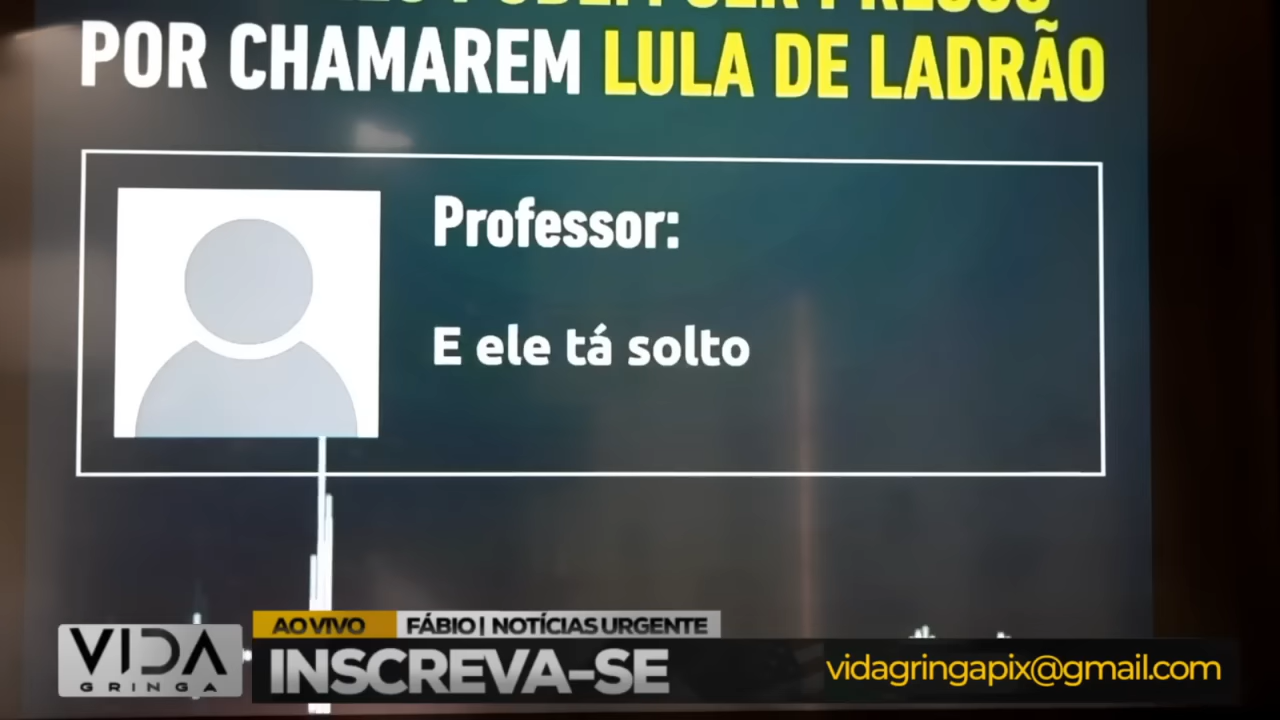 POR CHAMAREM LULA DE LADRÃO
Professor:
E ele tá solto
AO VIVO
FÁBIO | NOTÍCIAS URGENTE
VIDA
GRINGA
INSCREVA-SE
vidagringapix@gmail.com